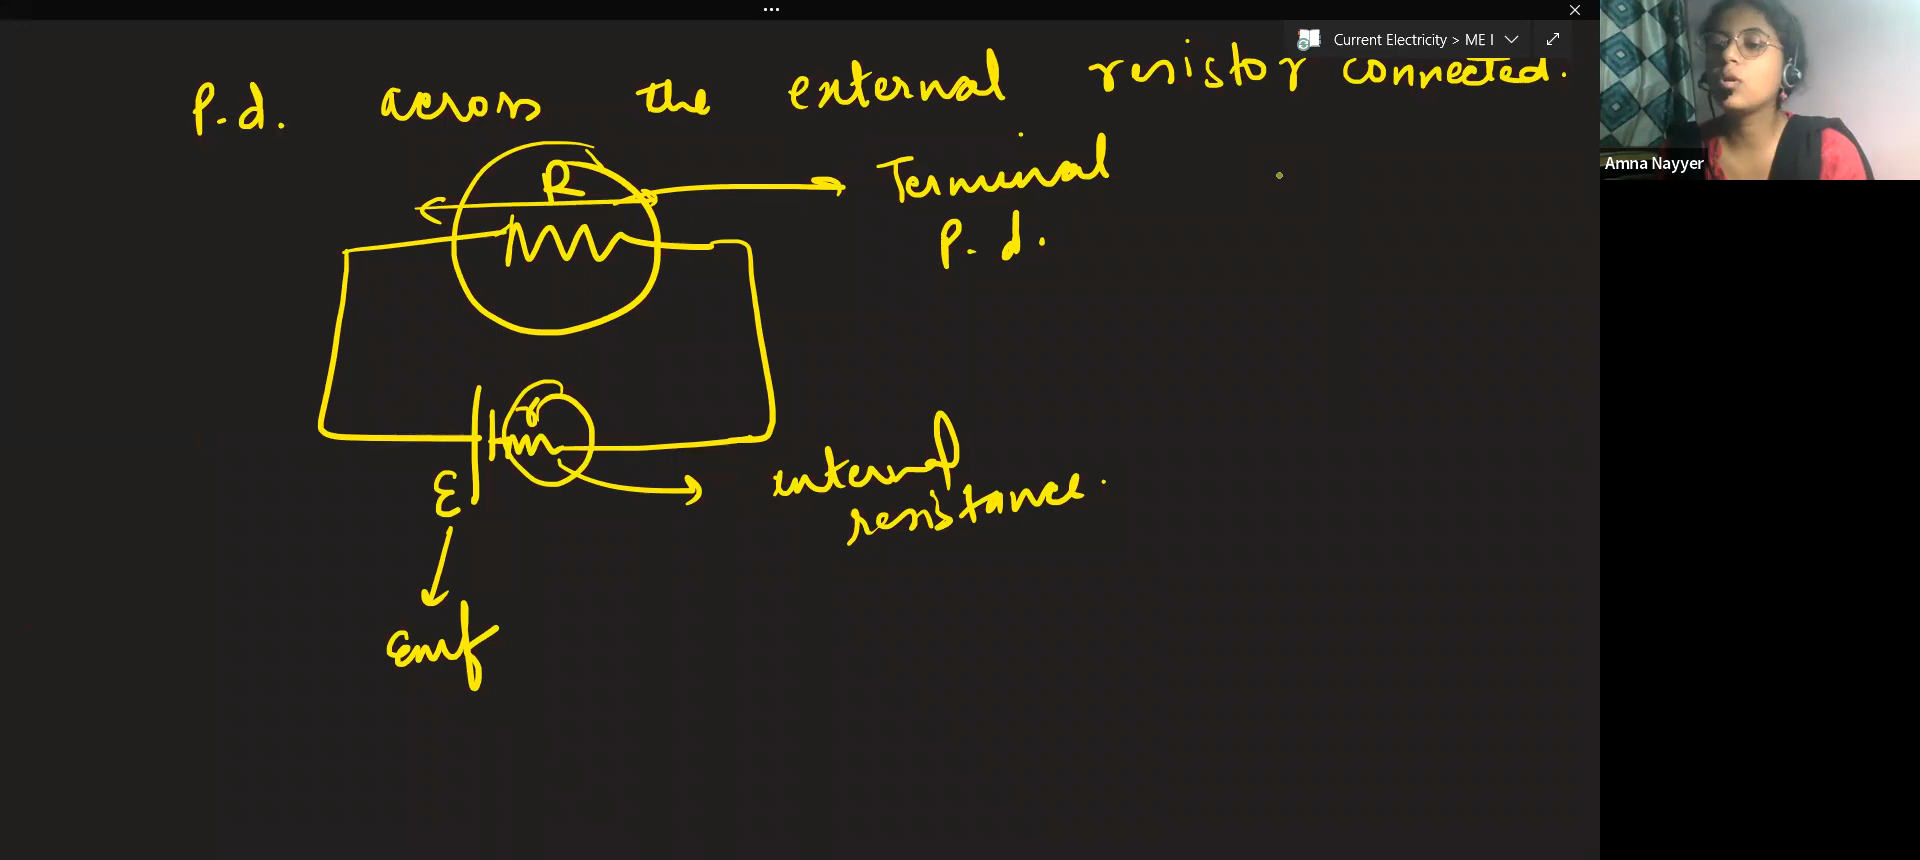 Current Electricity > ME I
P.d. across the external resistor connected.
Amna Nayyer
R
Terminal
P.d.
r
internal
resistance.
ε
Emf